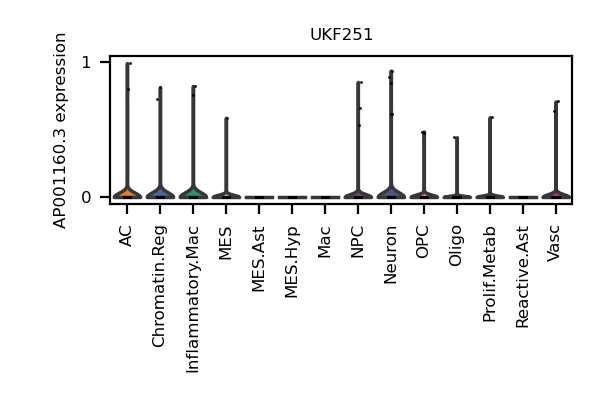 UKF251
AP001160.3 expression
1
0
AC
Chromatin.Reg
Inflammatory.Mac
MES
MES.Ast
MES.Hyp
Mac
NPC
Neuron
OPC
Oligo
Prolif.Metab
Reactive.Ast
Vasc